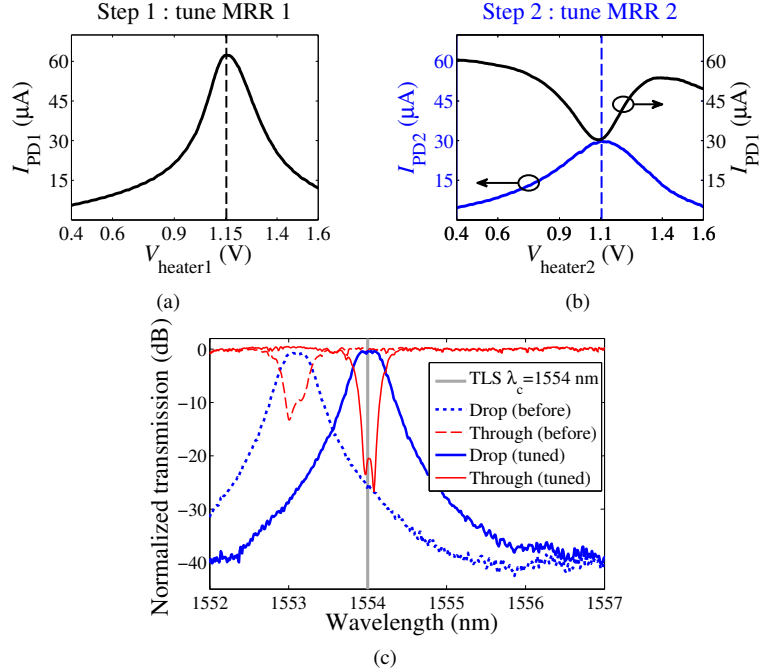 Step 1 : tune MRR 1
Step 2 : tune MRR 2
I_PD1 (μA)
60
45
30
15
0.4 0.6 0.9 1.15 1.4 1.6
V_heater1 (V)
(a)
I_PD2 (μA)
60
45
30
15
60
45
30
15
I_PD1 (μA)
0.4 0.8 1.1 1.4 1.6
V_heater2 (V)
(b)
Normalized transmission (dB)
0
−10
−20
−30
−40
TLS λ_c=1554 nm
Drop (before)
Through (before)
Drop (tuned)
Through (tuned)
1552 1553 1554 1555 1556 1557
Wavelength (nm)
(c)